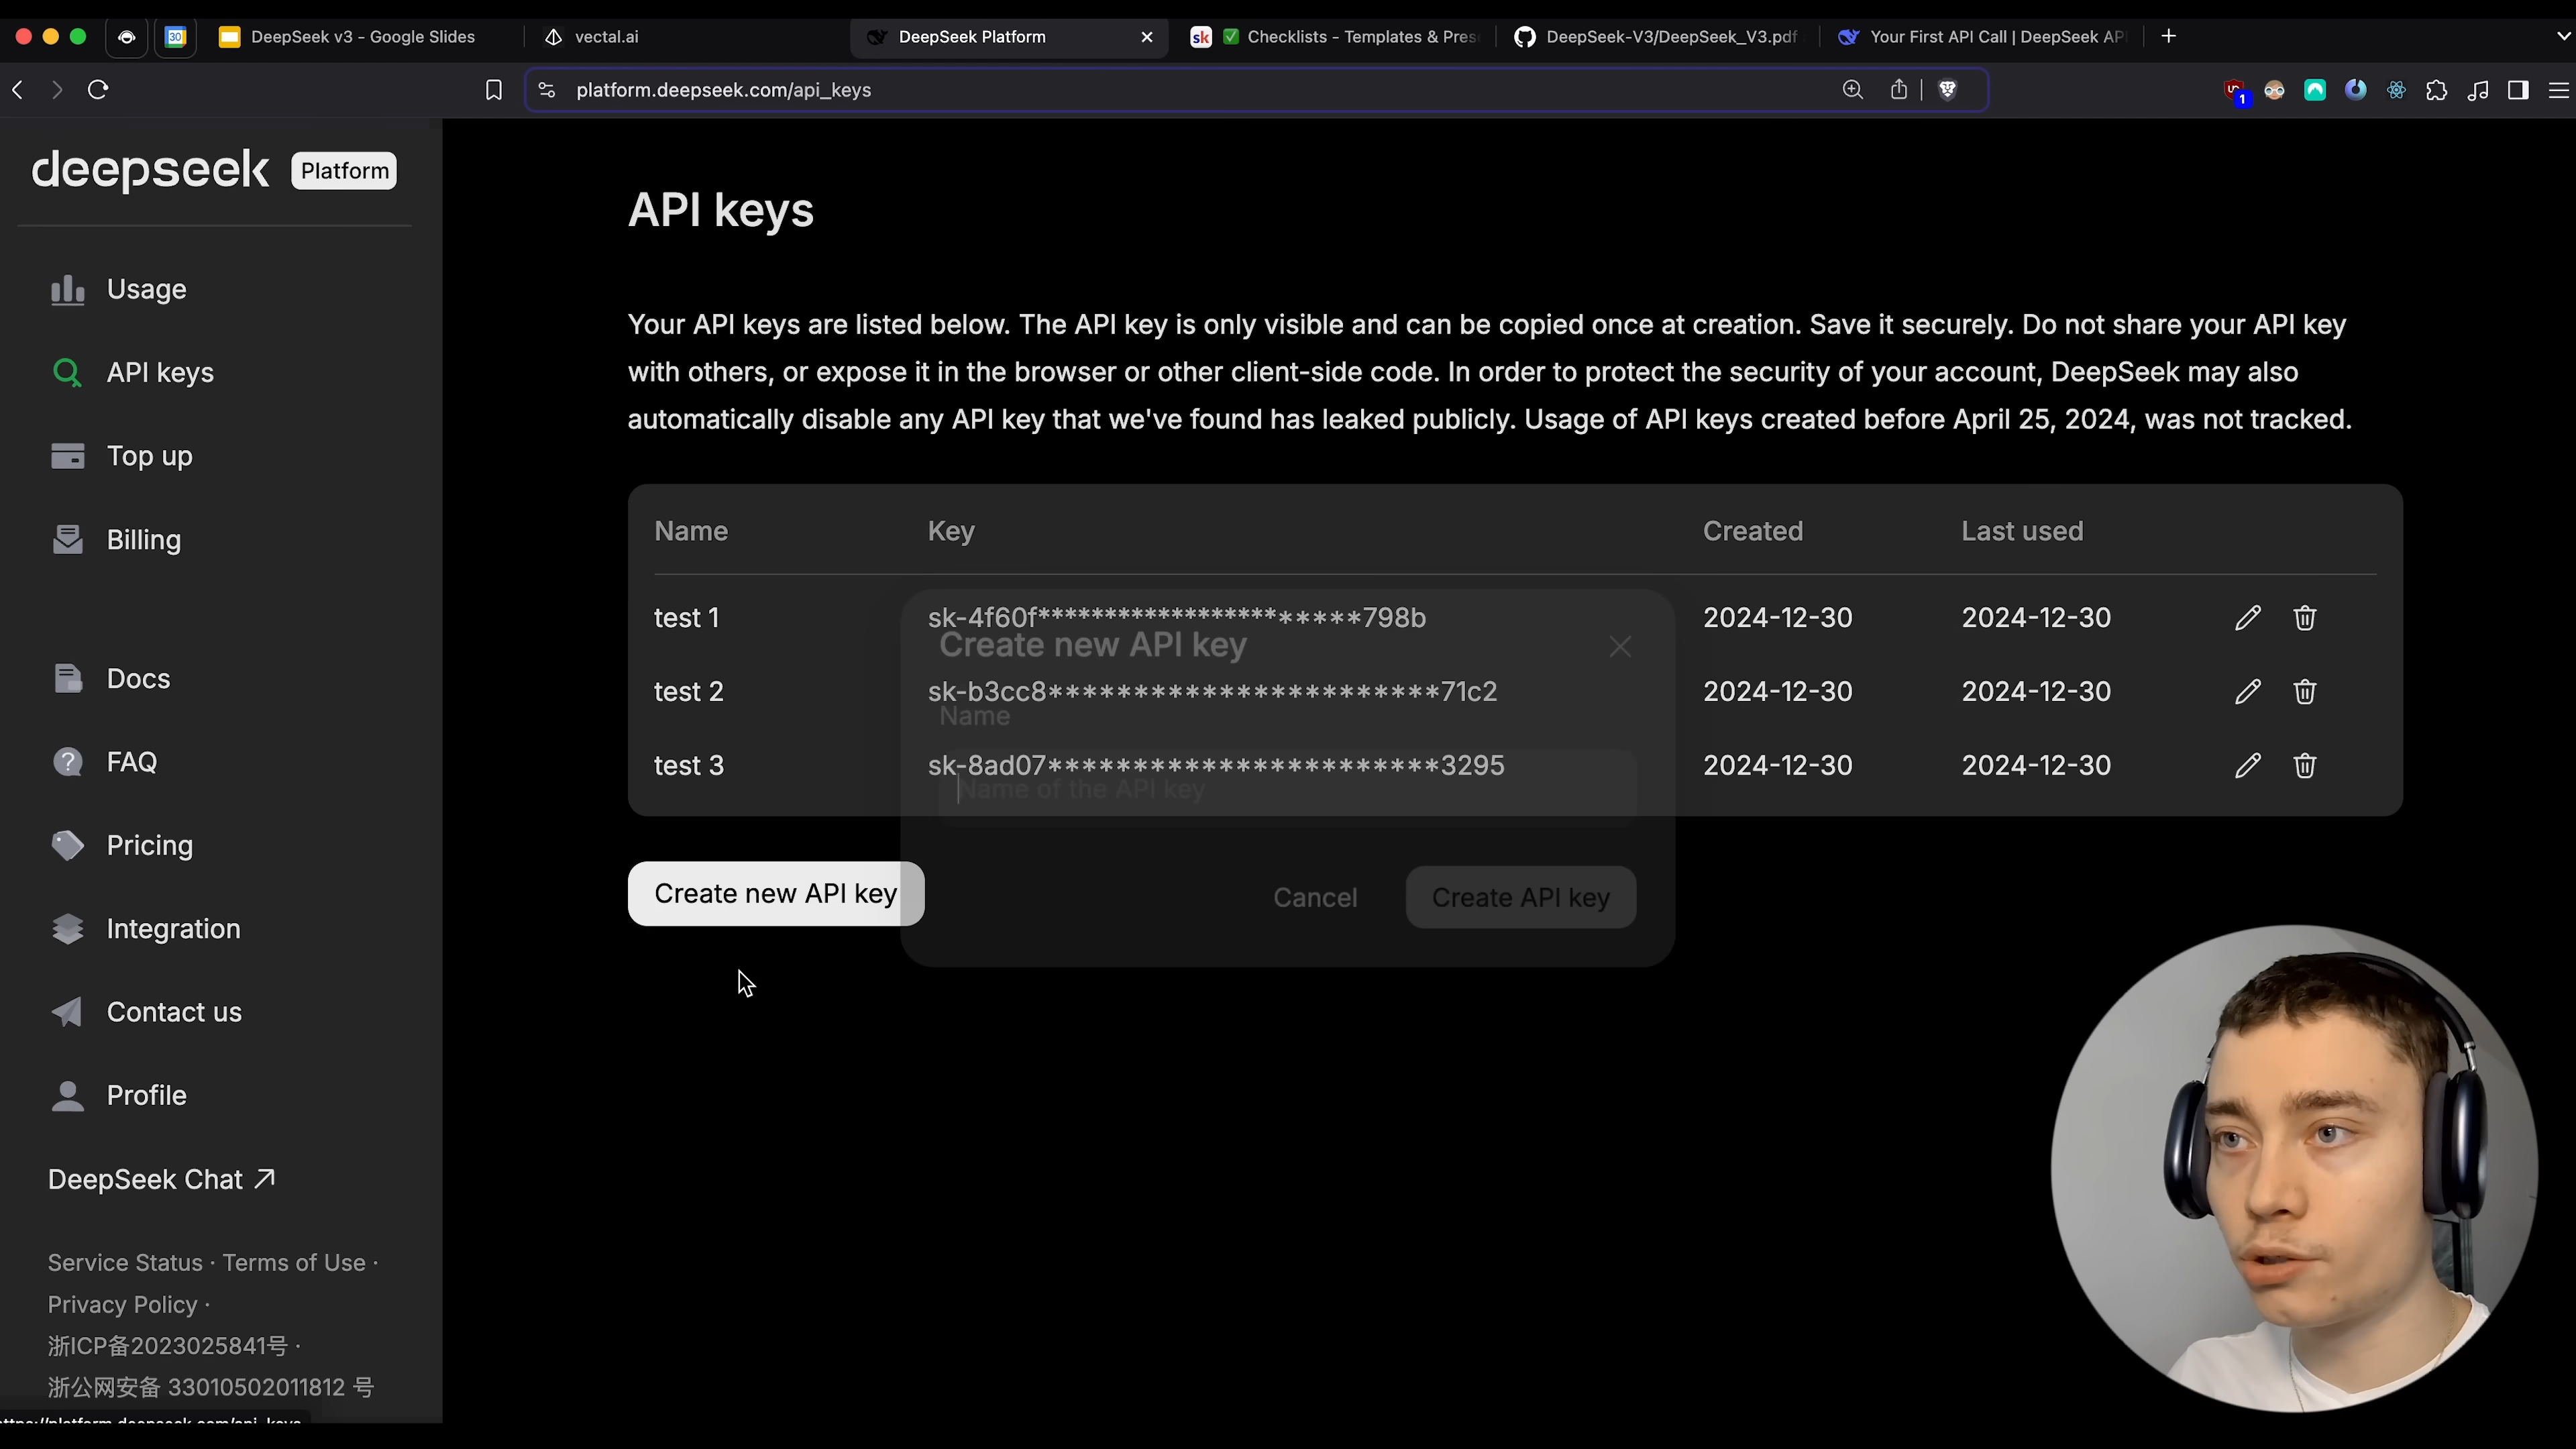 DeepSeek v3 - Google Slides
vectal.ai
DeepSeek Platform
sk ✅ Checklists - Templates & Pres
DeepSeek-V3/DeepSeek_V3.pdf
Your First API Call | DeepSeek AP
30
platform.deepseek.com/api_keys
1
deepseek Platform
Usage
API keys
Top up
Billing
Docs
FAQ
Pricing
Integration
Contact us
Profile
DeepSeek Chat
Service Status · Terms of Use ·
Privacy Policy ·
浙ICP备2023025841号 ·
浙公网安备 33010502011812 号
API keys
Your API keys are listed below. The API key is only visible and can be copied once at creation. Save it securely. Do not share your API key
with others, or expose it in the browser or other client-side code. In order to protect the security of your account, DeepSeek may also
automatically disable any API key that we've found has leaked publicly. Usage of API keys created before April 25, 2024, was not tracked.
Name Key Created Last used
test 1 sk-4f60f************************798b 2024-12-30 2024-12-30
test 2 sk-b3cc8***********************71c2 2024-12-30 2024-12-30
test 3 sk-8ad07***********************3295 2024-12-30 2024-12-30
Create new API key
Create new API key
Name
Name of the API key
Cancel
Create API key